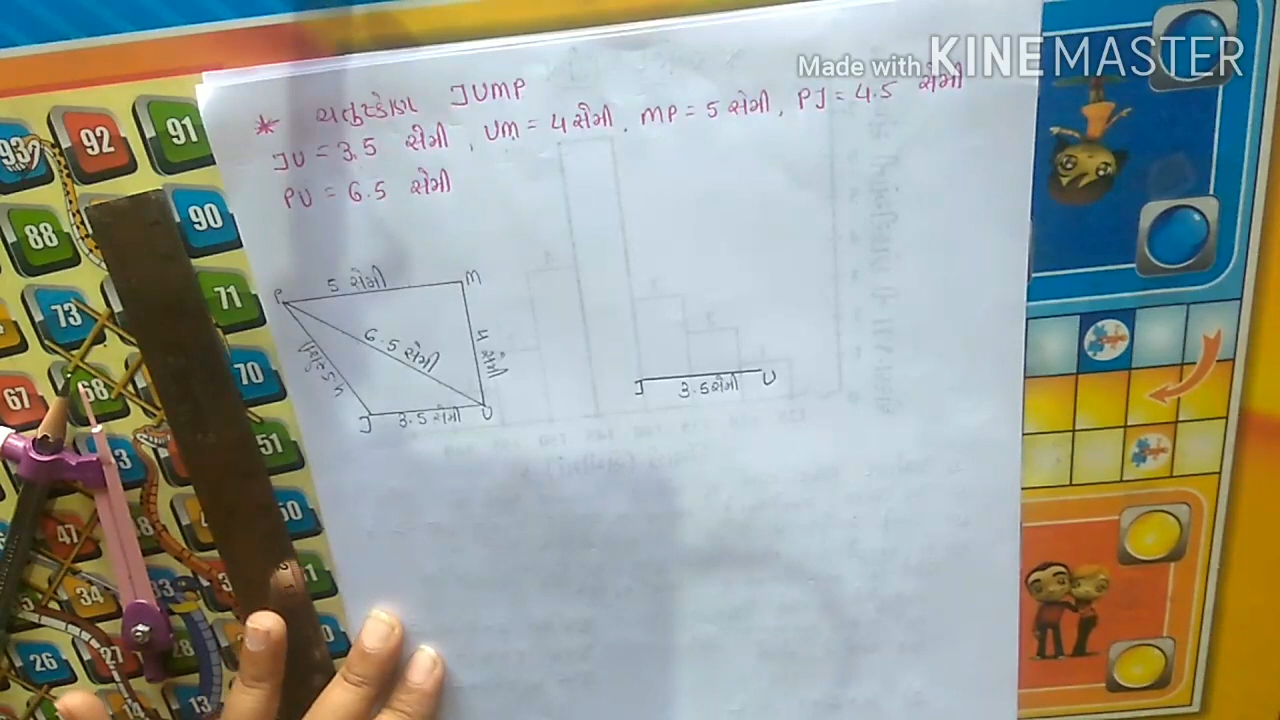 Made with KINEMASTER
* ચતુષ્કોણ JUMP
JU = 3.5 સેમી, UM = 4 સેમી, MP = 5 સેમી, PJ = 4.5 સેમી
PU = 6.5 સેમી
5 સેમી
P M
6.5 સેમી
4 સેમી
4.5 સેમી
J 3.5 સેમી U
J 3.5 સેમી U
93 92 91
88 90
73 71
67 68 70
51
47
34
26 27 28
13